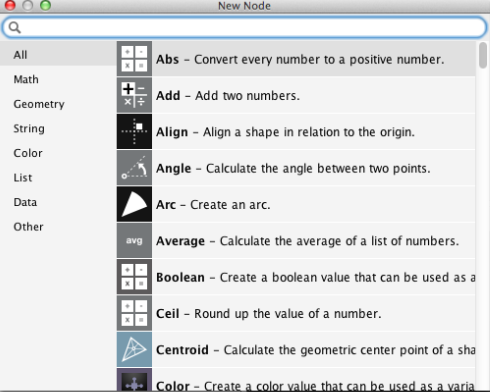 New Node
All
Math
Geometry
String
Color
List
Data
Other
Abs – Convert every number to a positive number.
Add – Add two numbers.
Align – Align a shape in relation to the origin.
Angle – Calculate the angle between two points.
Arc – Create an arc.
avg
Average – Calculate the average of a list of numbers.
Boolean – Create a boolean value that can be used as a
Ceil – Round up the value of a number.
Centroid – Calculate the geometric center point of a sha
Color – Create a color value that can be used as a varia